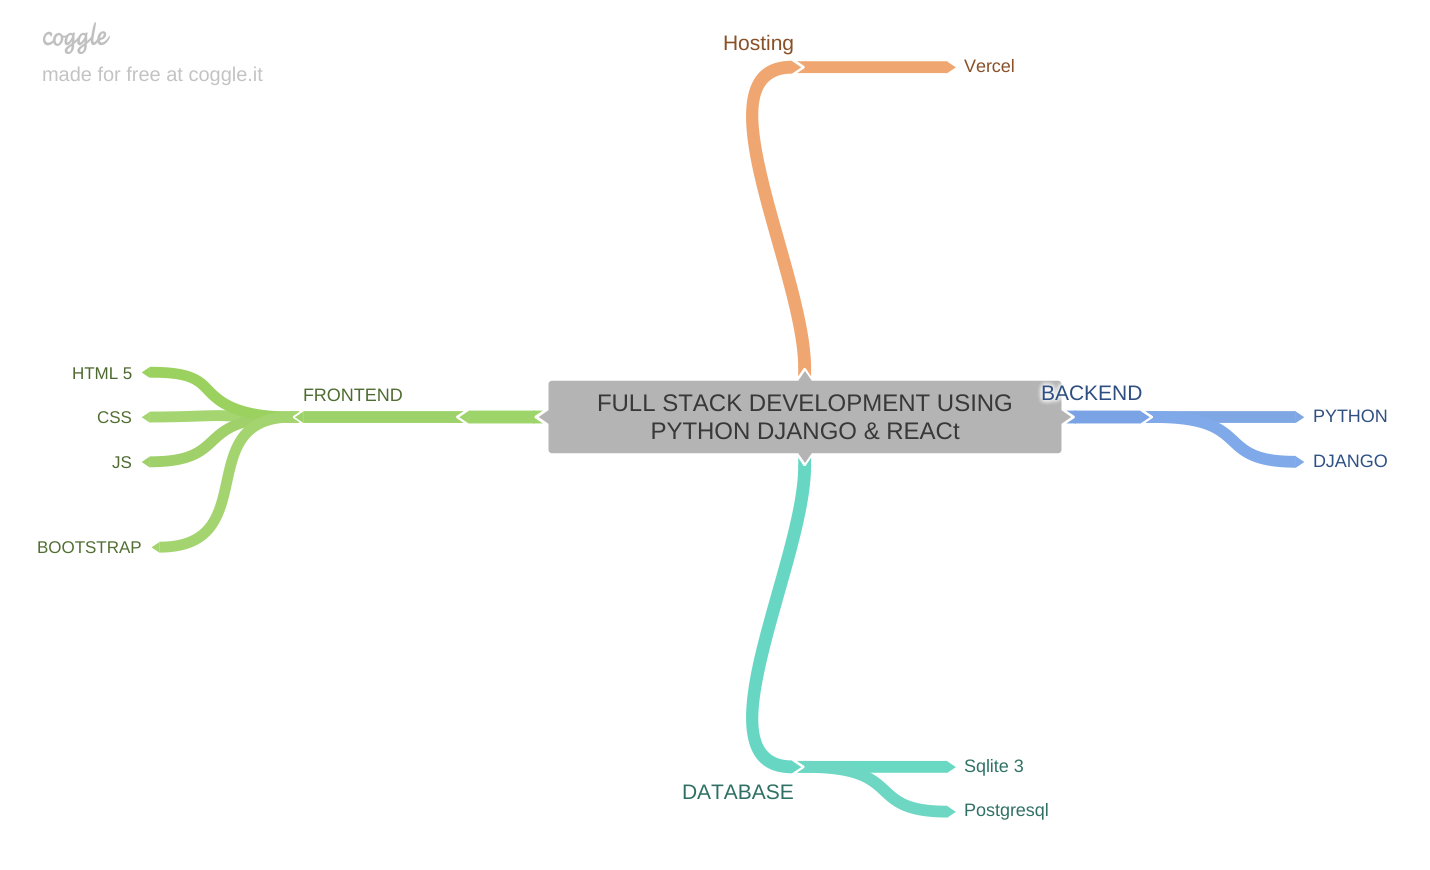 coggle
made for free at coggle.it
Hosting
Vercel
HTML 5
CSS
JS
BOOTSTRAP
FRONTEND
FULL STACK DEVELOPMENT USING
PYTHON DJANGO & REACt
BACKEND
PYTHON
DJANGO
DATABASE
Sqlite 3
Postgresql